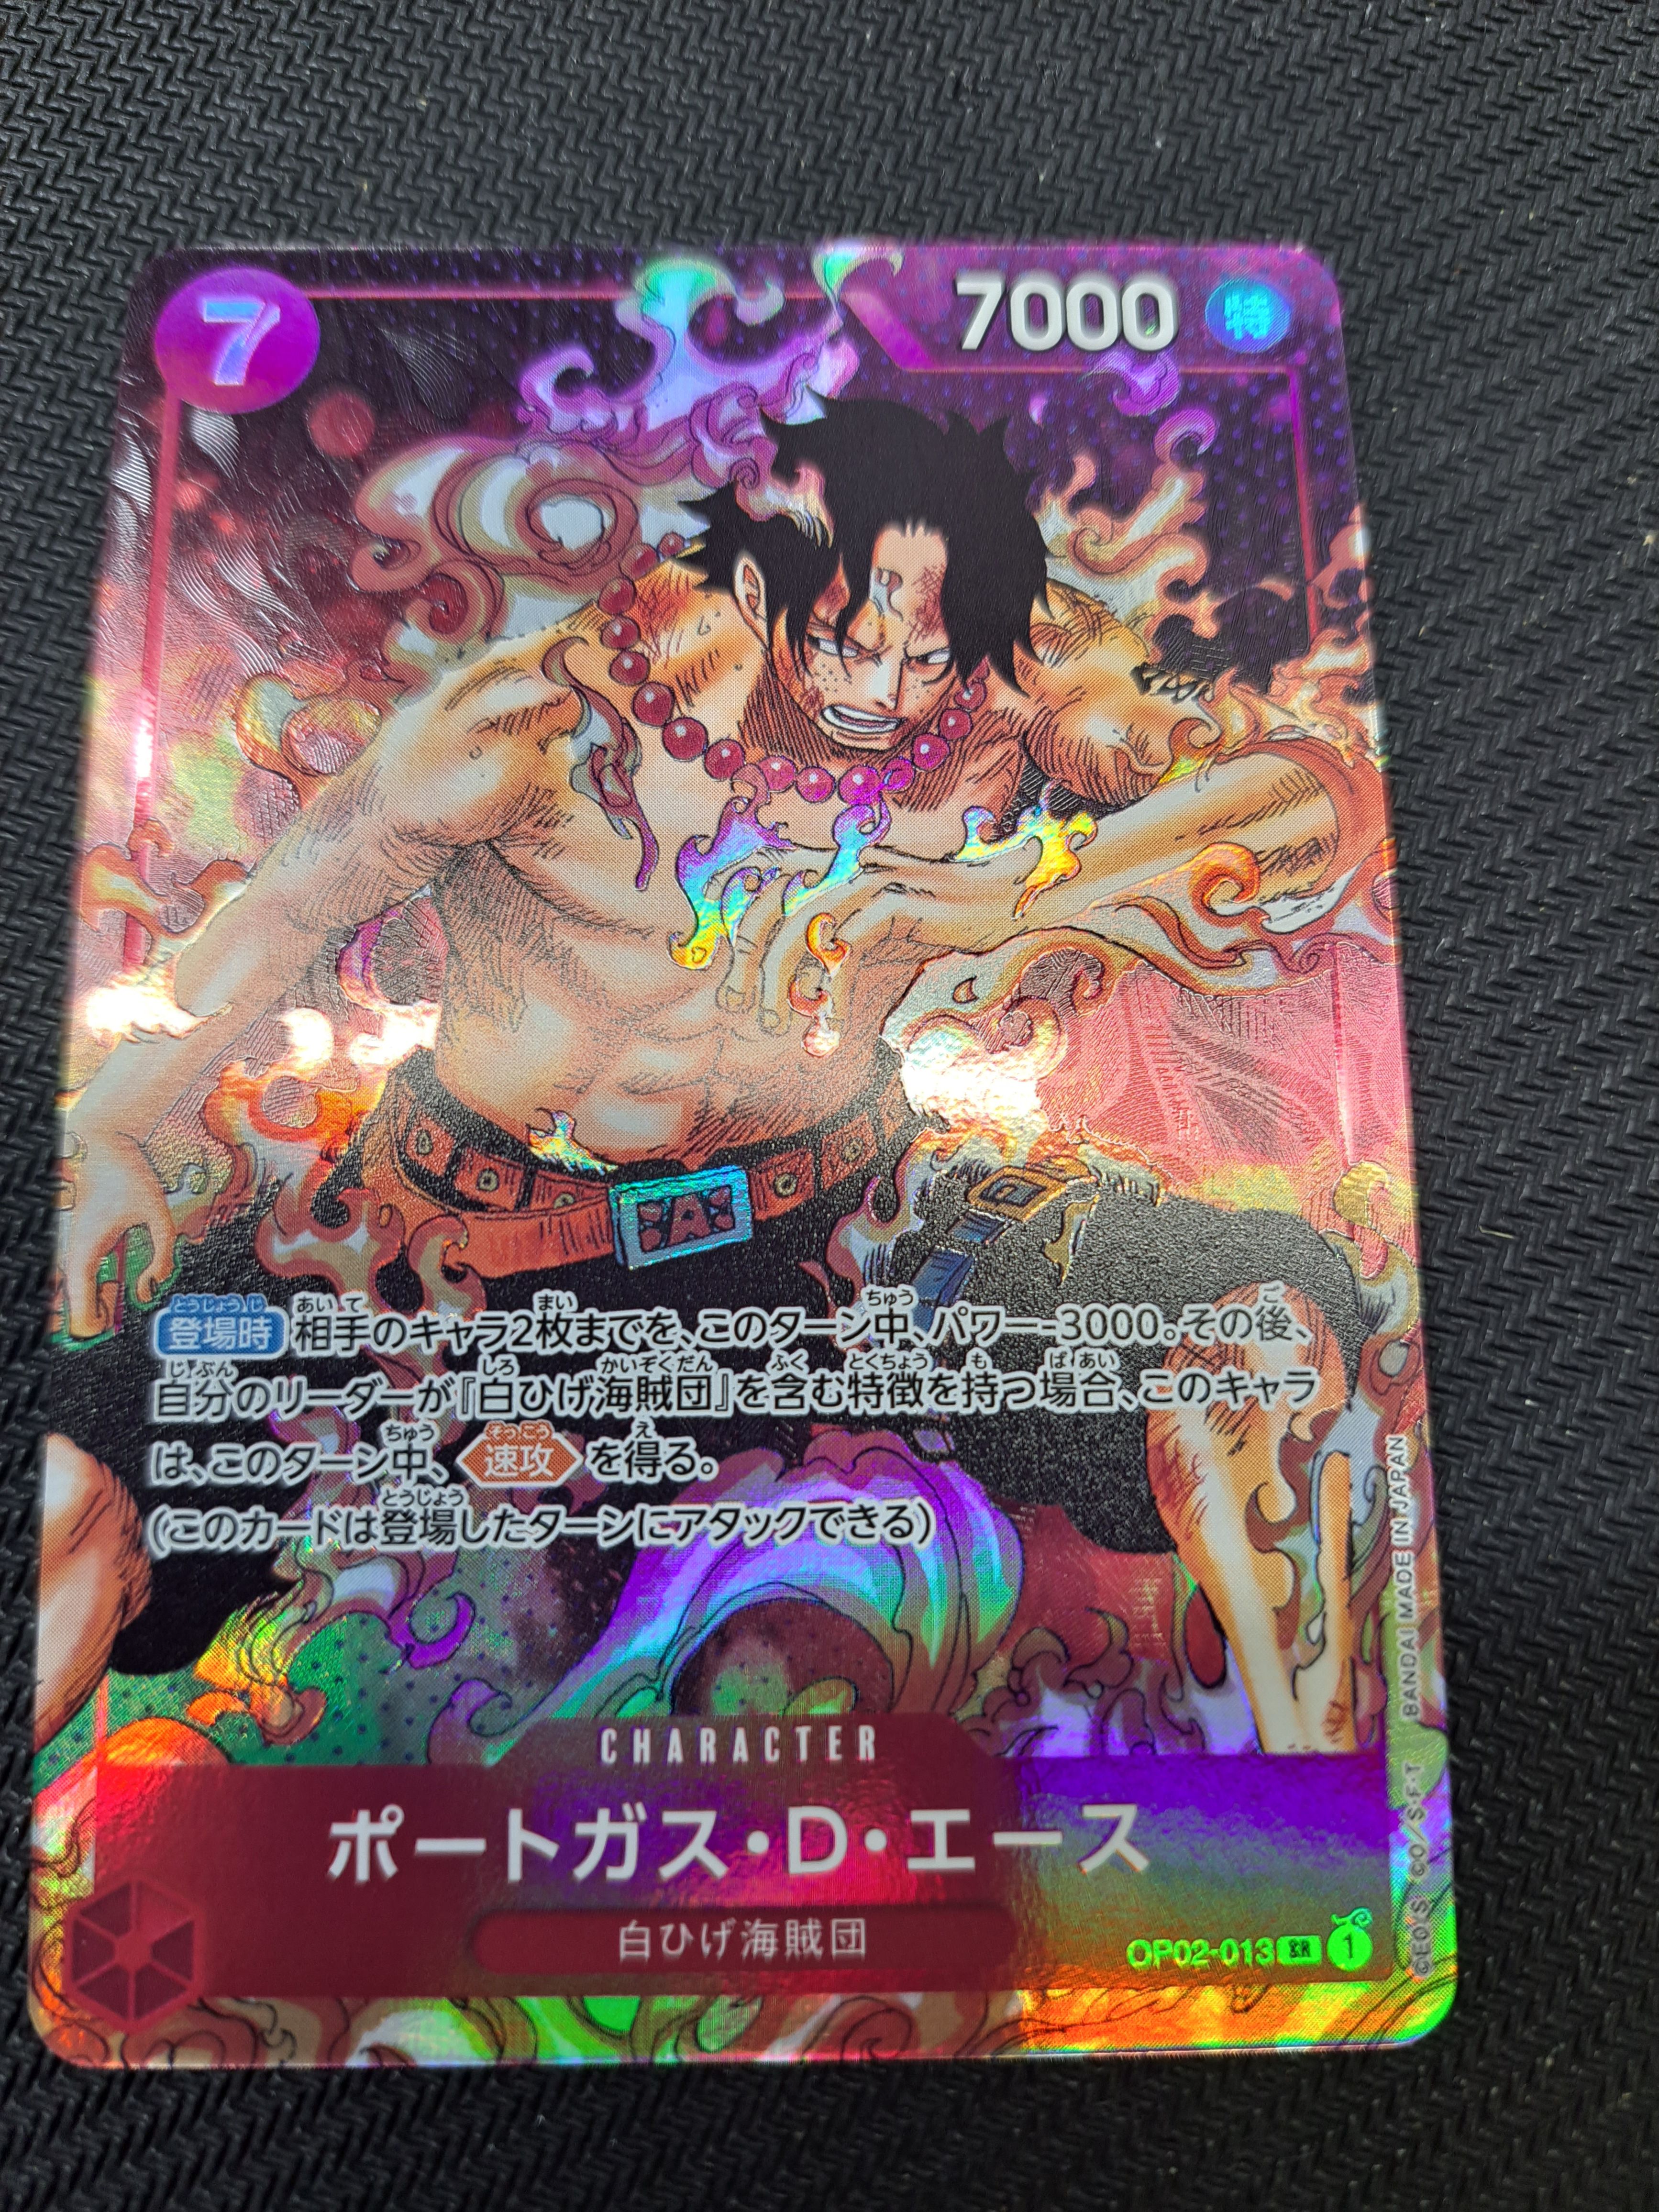 7
7000
特
登場時 相手のキャラ2枚までを、このターン中、パワー-3000。その後、
自分のリーダーが『白ひげ海賊団』を含む特徴を持つ場合、このキャラ
は、このターン中、速攻を得る。
(このカードは登場したターンにアタックできる)
A
CHARACTER
ポートガス・D・エース
白ひげ海賊団
OP02-013 SR 1
©EO/S. CO/S・F・T BANDAI MADE IN JAPAN